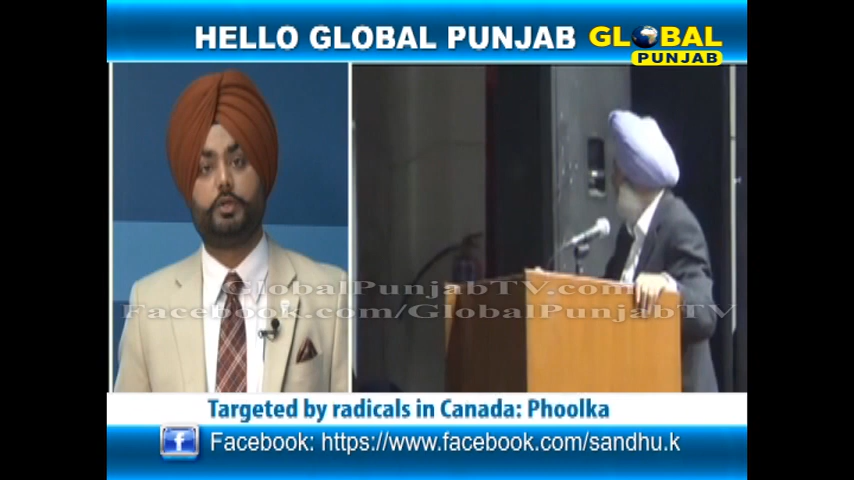 HELLO GLOBAL PUNJAB
GLOBAL
PUNJAB
GlobalPunjabTV.com
Facebook.com/GlobalPunjabTV
Targeted by radicals in Canada: Phoolka
f Facebook: https://www.facebook.com/sandhu.k